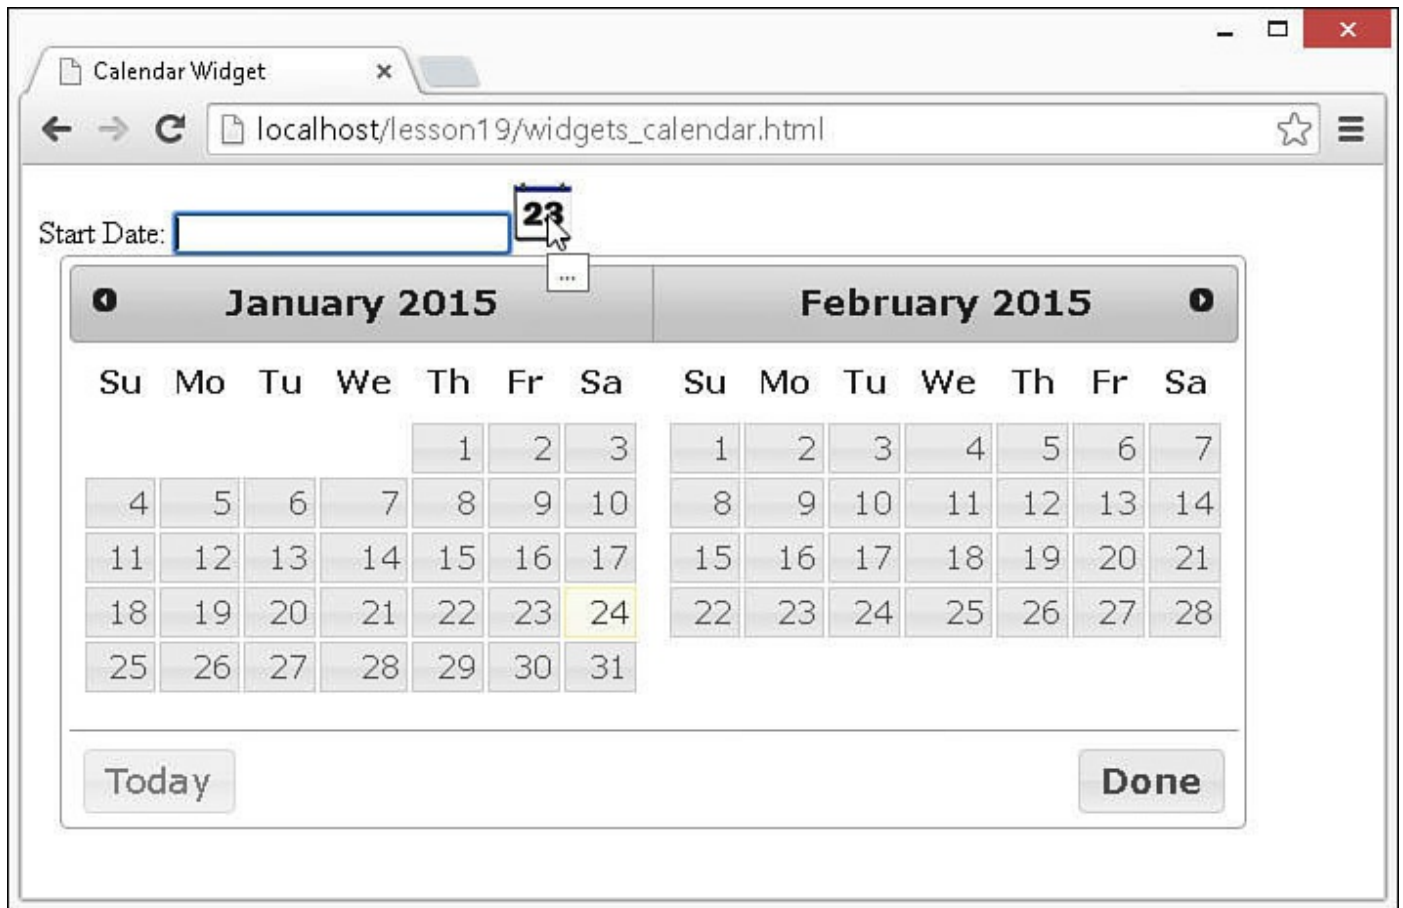 Calendar Widget
localhost/lesson19/widgets_calendar.html
23
Start Date:
...
January 2015 February 2015
Su Mo Tu We Th Fr Sa Su Mo Tu We Th Fr Sa
1 2 3 1 2 3 4 5 6 7
4 5 6 7 8 9 10 8 9 10 11 12 13 14
11 12 13 14 15 16 17 15 16 17 18 19 20 21
18 19 20 21 22 23 24 22 23 24 25 26 27 28
25 26 27 28 29 30 31
Today Done